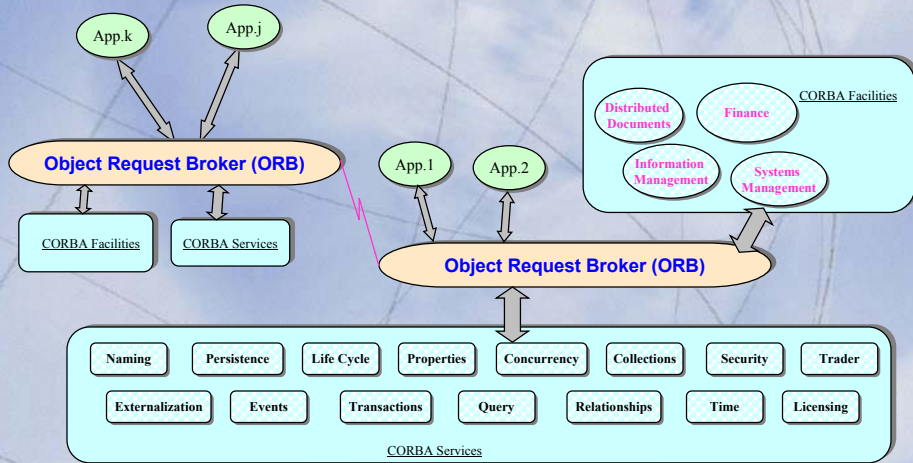 App.k
App.j
Object Request Broker (ORB)
CORBA Facilities
CORBA Services
App.1
App.2
CORBA Facilities
Distributed
Documents
Finance
Information
Management
Systems
Management
Object Request Broker (ORB)
Naming
Persistence
Life Cycle
Properties
Concurrency
Collections
Security
Trader
Externalization
Events
Transactions
Query
Relationships
Time
Licensing
CORBA Services